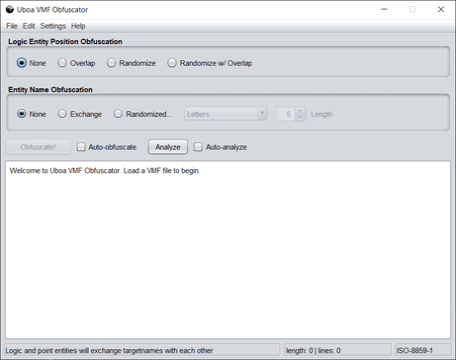 Uboa VMF Obfuscator
File Edit Settings Help
Logic Entity Position Obfuscation
None Overlap Randomize Randomize w/ Overlap
Entity Name Obfuscation
None Exchange Randomized... Letters 5 Length
Obfuscate! Auto-obfuscate Analyze Auto-analyze
Welcome to Uboa VMF Obfuscator. Load a VMF file to begin.
Logic and point entities will exchange targetnames with each other length: 0 | lines: 0 ISO-8859-1